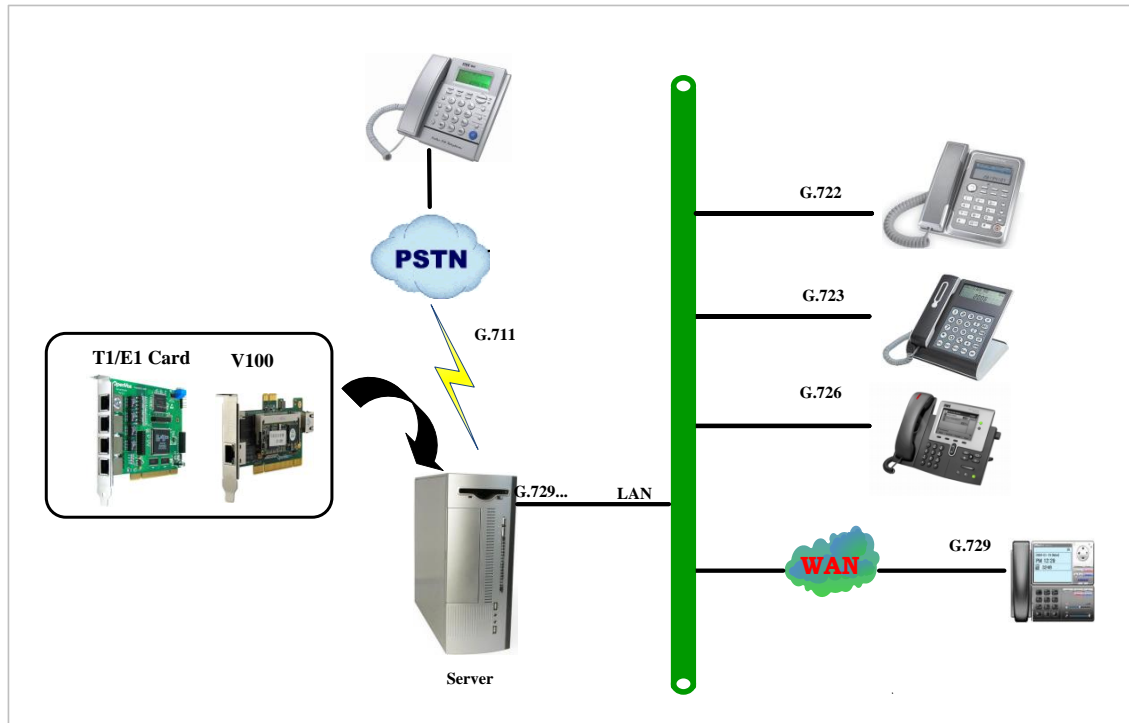 G.722
PSTN
G.723
G.711
T1/E1 Card
V100
G.726
G.729...
LAN
WAN
G.729
Server